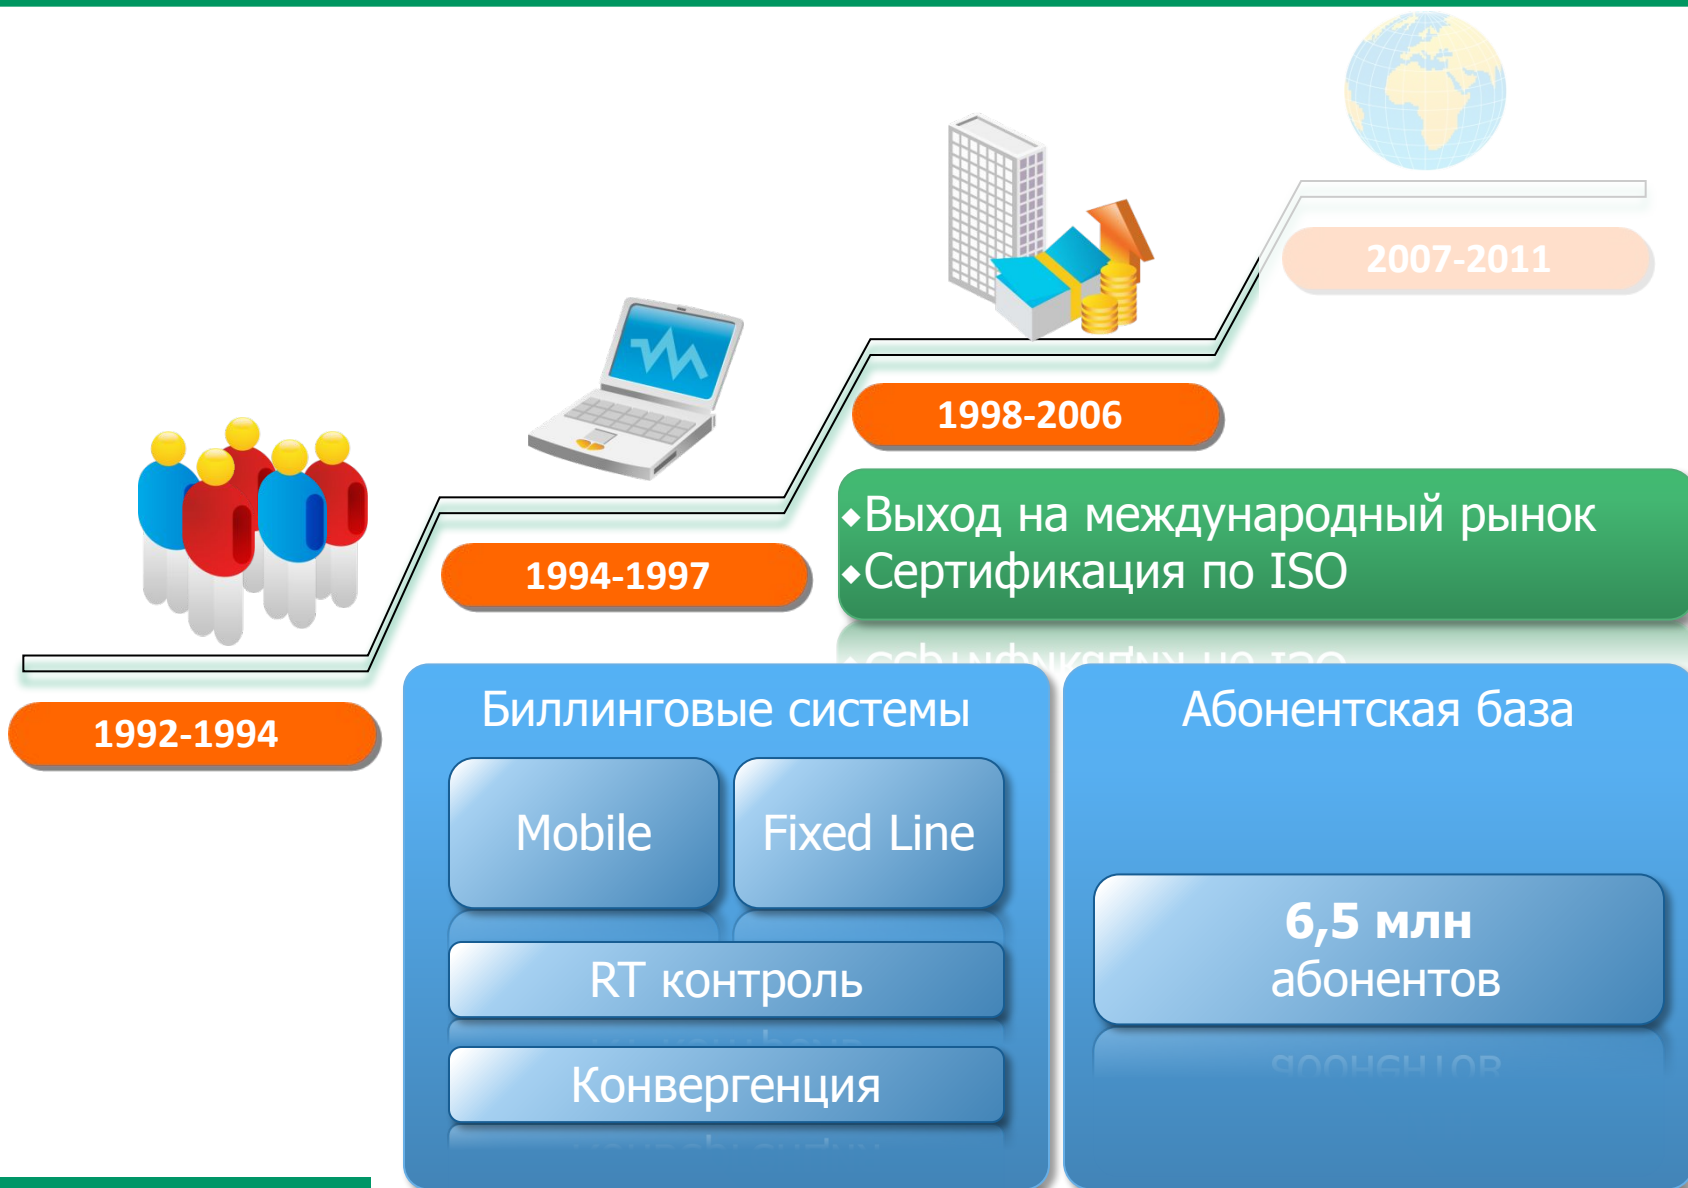 2007-2011
1998-2006
◆Выход на международный рынок
◆Сертификация по ISO
1994-1997
1992-1994
Биллинговые системы
Mobile
Fixed Line
RT контроль
Конвергенция
Абонентская база
6,5 млн
абонентов